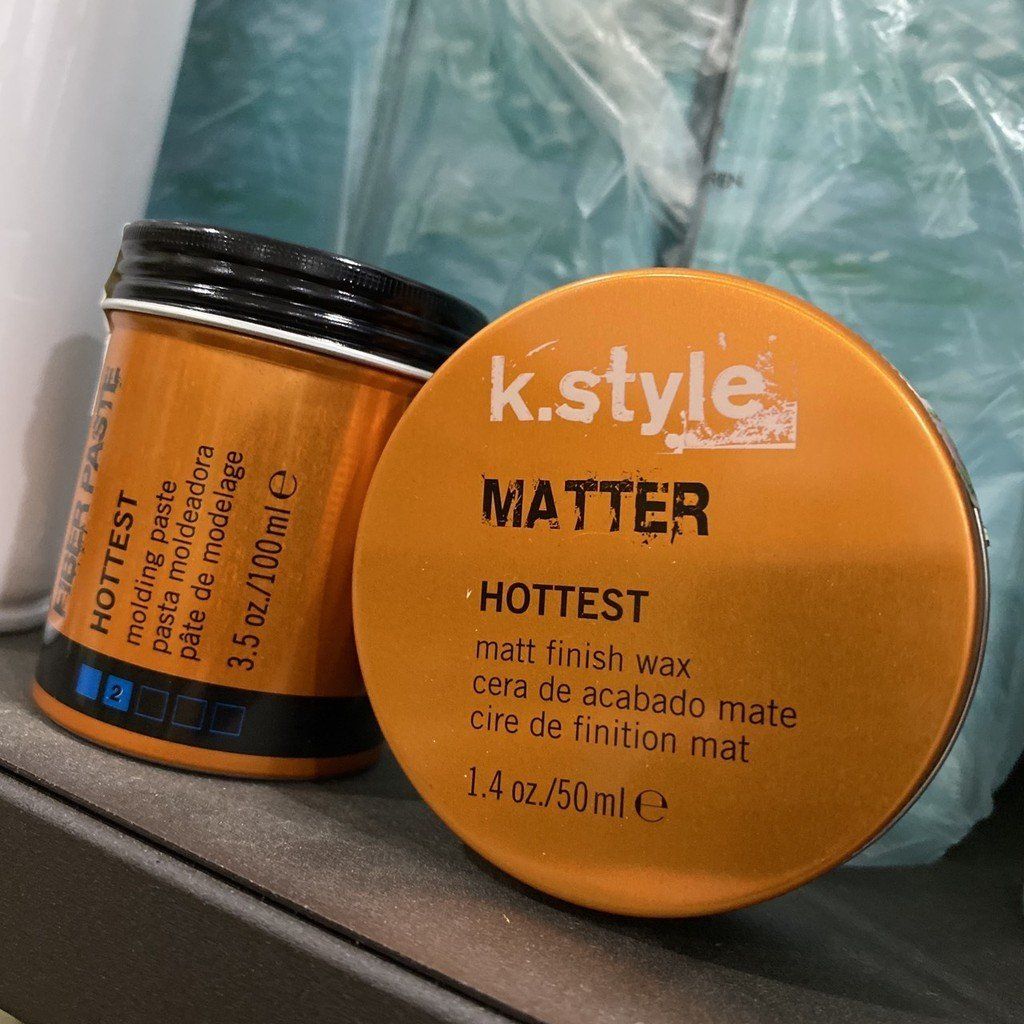 FIBER PASTE
HOTTEST
molding paste
pasta moldeadora
pâte de modelage
3.5 oz./100ml ℮
2
k.style
MATTER
HOTTEST
matt finish wax
cera de acabado mate
cire de finition mat
1.4 oz./50ml ℮